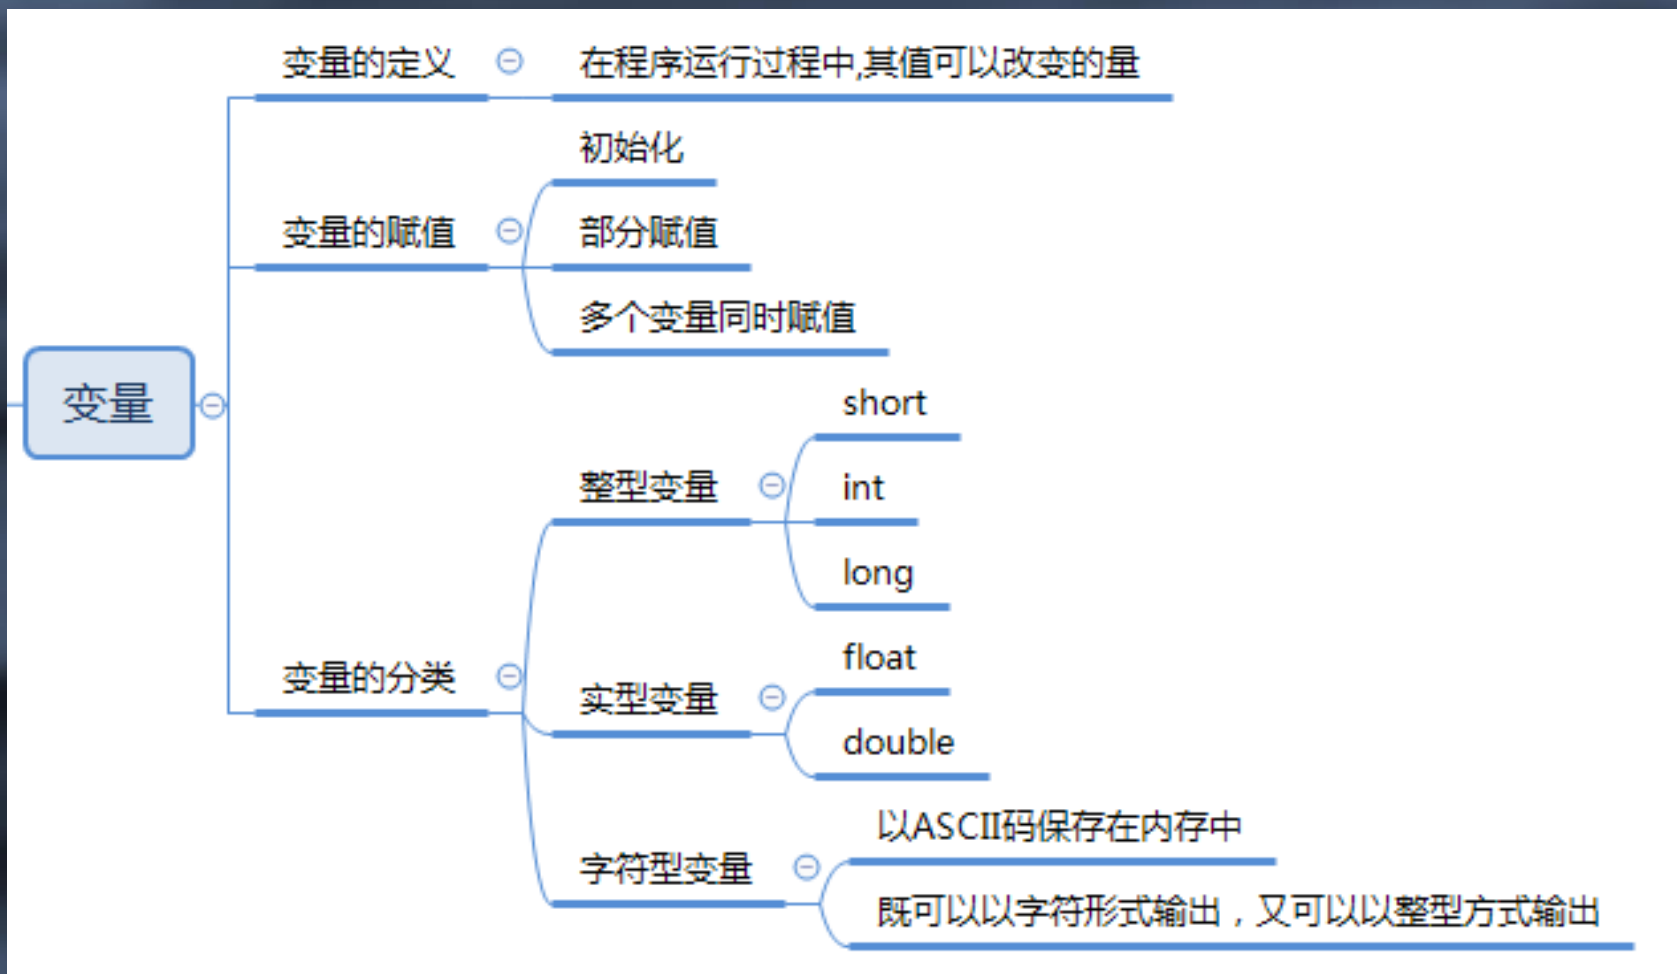 变量的定义
在程序运行过程中,其值可以改变的量
初始化
变量的赋值
部分赋值
多个变量同时赋值
变量
short
整型变量
int
long
变量的分类
float
实型变量
double
以ASCII码保存在内存中
字符型变量
既可以以字符形式输出，又可以以整型方式输出